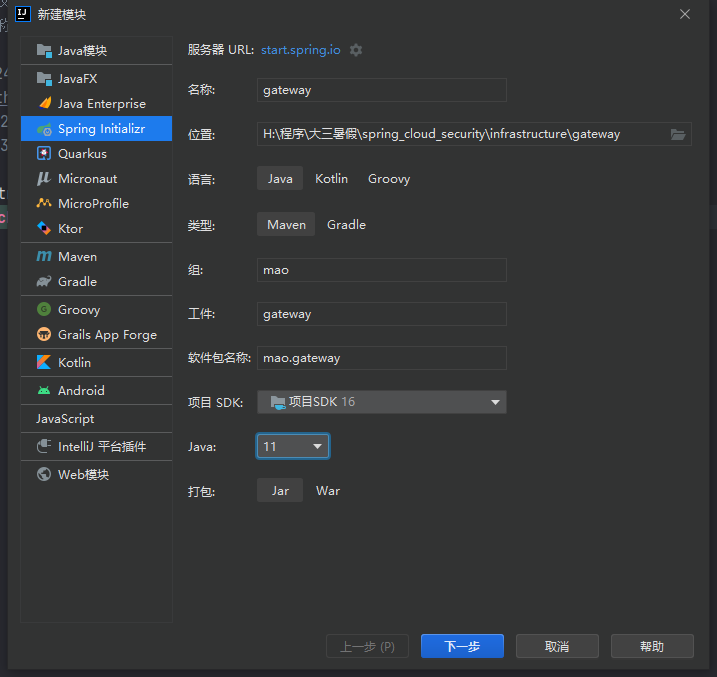 新建模块
Java模块
JavaFX
Java Enterprise
Spring Initializr
Quarkus
Micronaut
MicroProfile
Ktor
Maven
Gradle
Groovy
Grails App Forge
Kotlin
Android
JavaScript
IntelliJ 平台插件
Web模块
服务器 URL: start.spring.io
名称: gateway
位置: H:\程序\大三暑假\spring_cloud_security\infrastructure\gateway
语言: Java Kotlin Groovy
类型: Maven Gradle
组: mao
工件: gateway
软件包名称: mao.gateway
项目 SDK: 项目SDK 16
Java: 11
打包: Jar War
上一步 (P) 下一步 取消 帮助